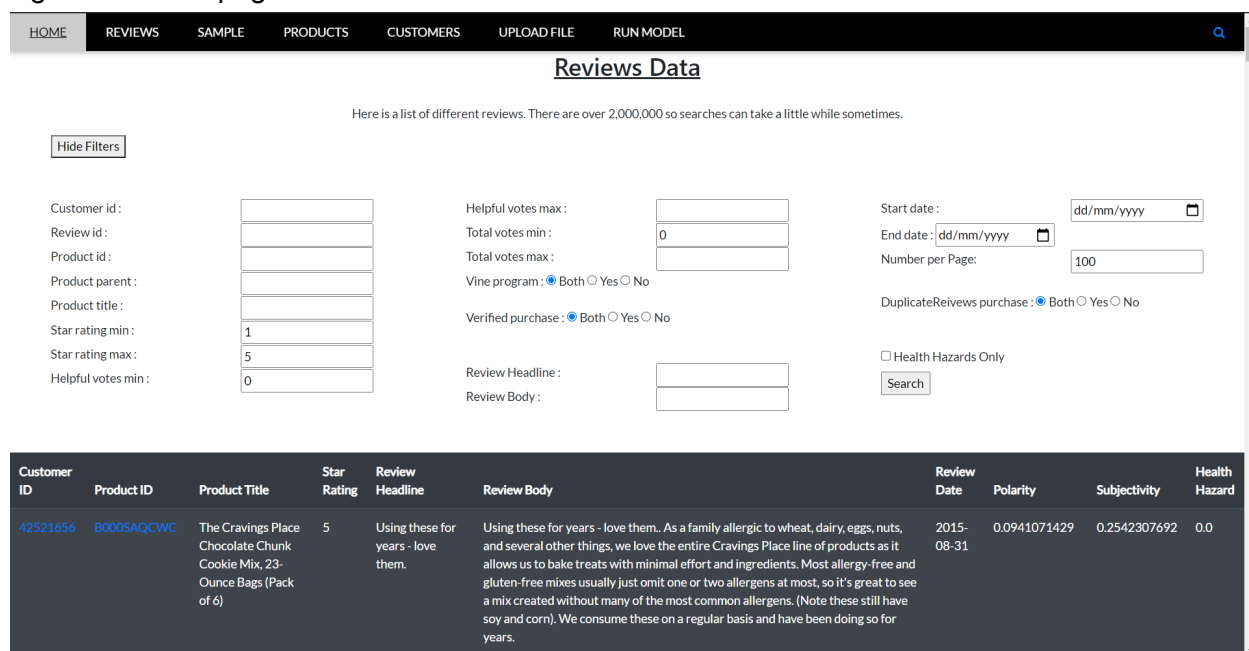 HOME REVIEWS SAMPLE PRODUCTS CUSTOMERS UPLOAD FILE RUN MODEL
Reviews Data
Here is a list of different reviews. There are over 2,000,000 so searches can take a little while sometimes.
Hide Filters
Customer id :
Review id :
Product id :
Product parent :
Product title :
Star rating min : 1
Star rating max : 5
Helpful votes min : 0
Helpful votes max :
Total votes min : 0
Total votes max :
Vine program : Both Yes No
Verified purchase : Both Yes No
Review Headline :
Review Body :
Start date : dd/mm/yyyy
End date : dd/mm/yyyy
Number per Page: 100
DuplicateReivews purchase : Both Yes No
Health Hazards Only
Search
Customer ID Product ID Product Title Star Rating Review Headline Review Body Review Date Polarity Subjectivity Health Hazard
42521656 B000SAQCWC
The Cravings Place
Chocolate Chunk
Cookie Mix, 23-
Ounce Bags (Pack
of 6)
5
Using these for
years - love
them.
Using these for years - love them.. As a family allergic to wheat, dairy, eggs, nuts,
and several other things, we love the entire Cravings Place line of products as it
allows us to bake treats with minimal effort and ingredients. Most allergy-free and
gluten-free mixes usually just omit one or two allergens at most, so it's great to see
a mix created without many of the most common allergens. (Note these still have
soy and corn). We consume these on a regular basis and have been doing so for
years.
2015-
08-31
0.0941071429 0.2542307692 0.0